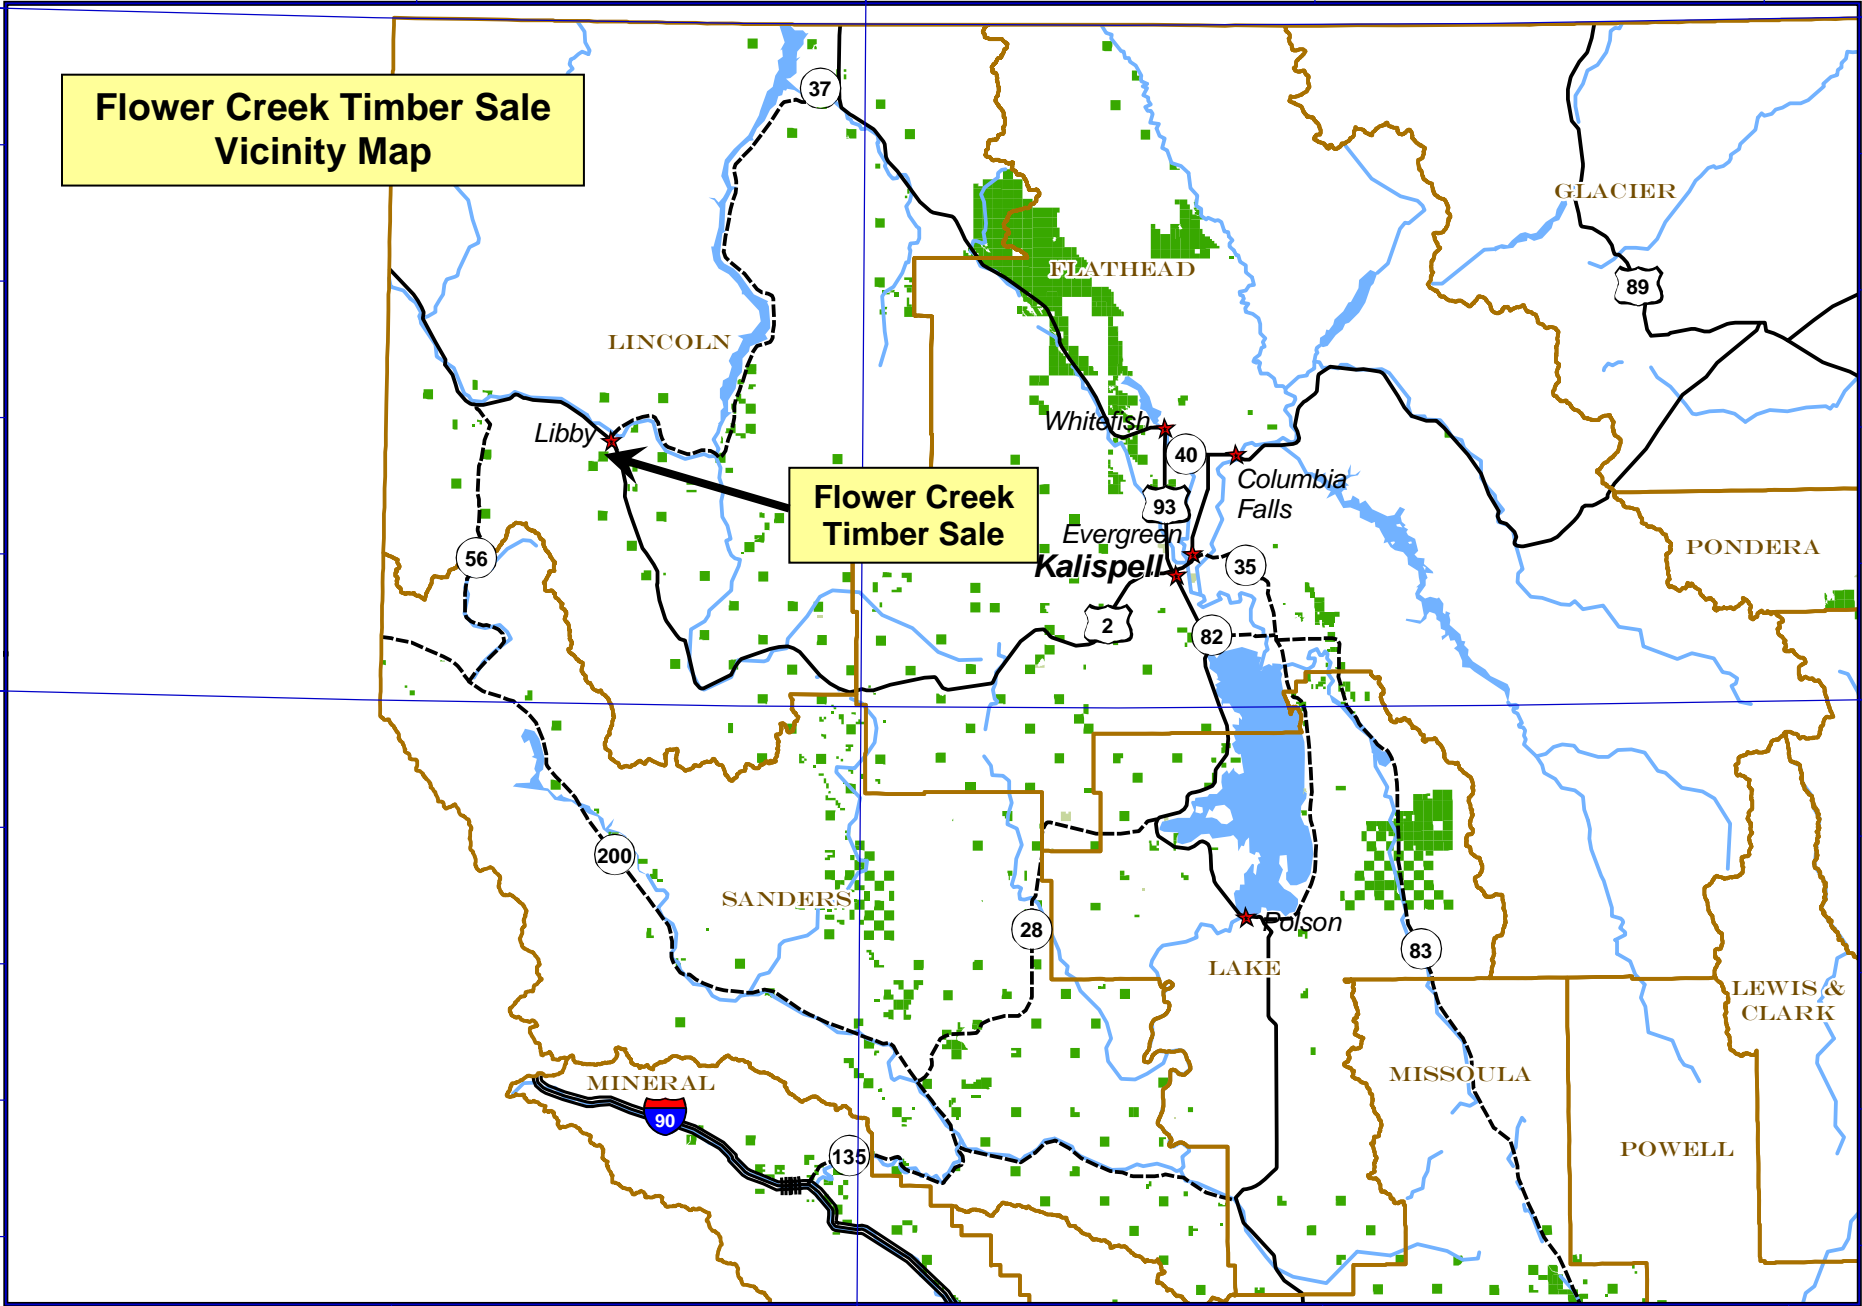 Flower Creek Timber Sale
Vicinity Map
37
GLACIER
FLATHEAD
89
LINCOLN
Whitefish
Libby
40
Columbia
Falls
Flower Creek
Timber Sale
93
Evergreen
PONDERA
56
Kalispell
35
2
82
200
SANDERS
Polson
28
83
LAKE
LEWIS &
CLARK
MINERAL
MISSOULA
90
POWELL
135